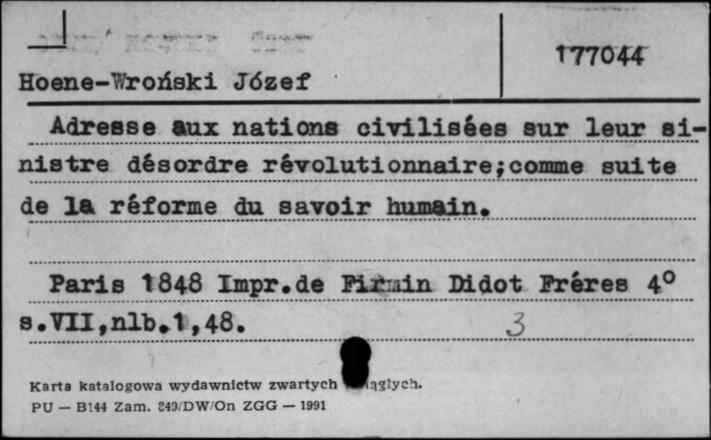 177044
Hoene-Wroński Józef
Adresse aux nations civilisées sur leur si-
nistre désordre révolutionnaire;comme suite
de la réforme du savoir humain.
Paris 1848 Impr.de Firmin Didot Fréres 4°
s.VII,nlb.1,48.
3
Karta katalogowa wydawnictw zwartych i ciągłych.
PU — B144 Zam. 849/DW/On ZGG — 1991